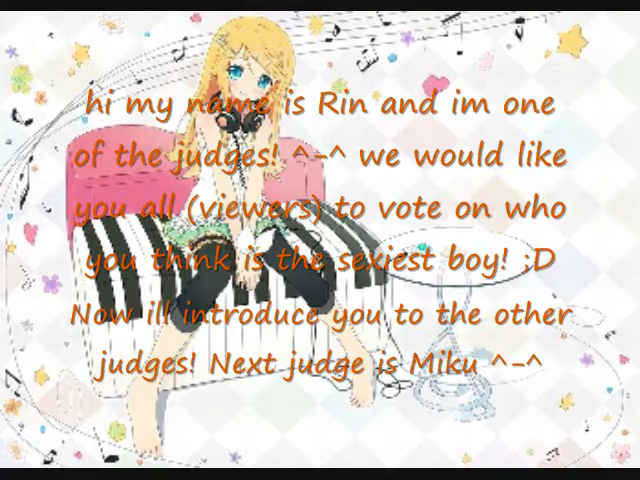 hi my name is Rin and im one
of the judges! ^-^ we would like
you all (viewers) to vote on who
you think is the sexiest boy! ;D
Now ill introduce you to the other
judges! Next judge is Miku ^-^